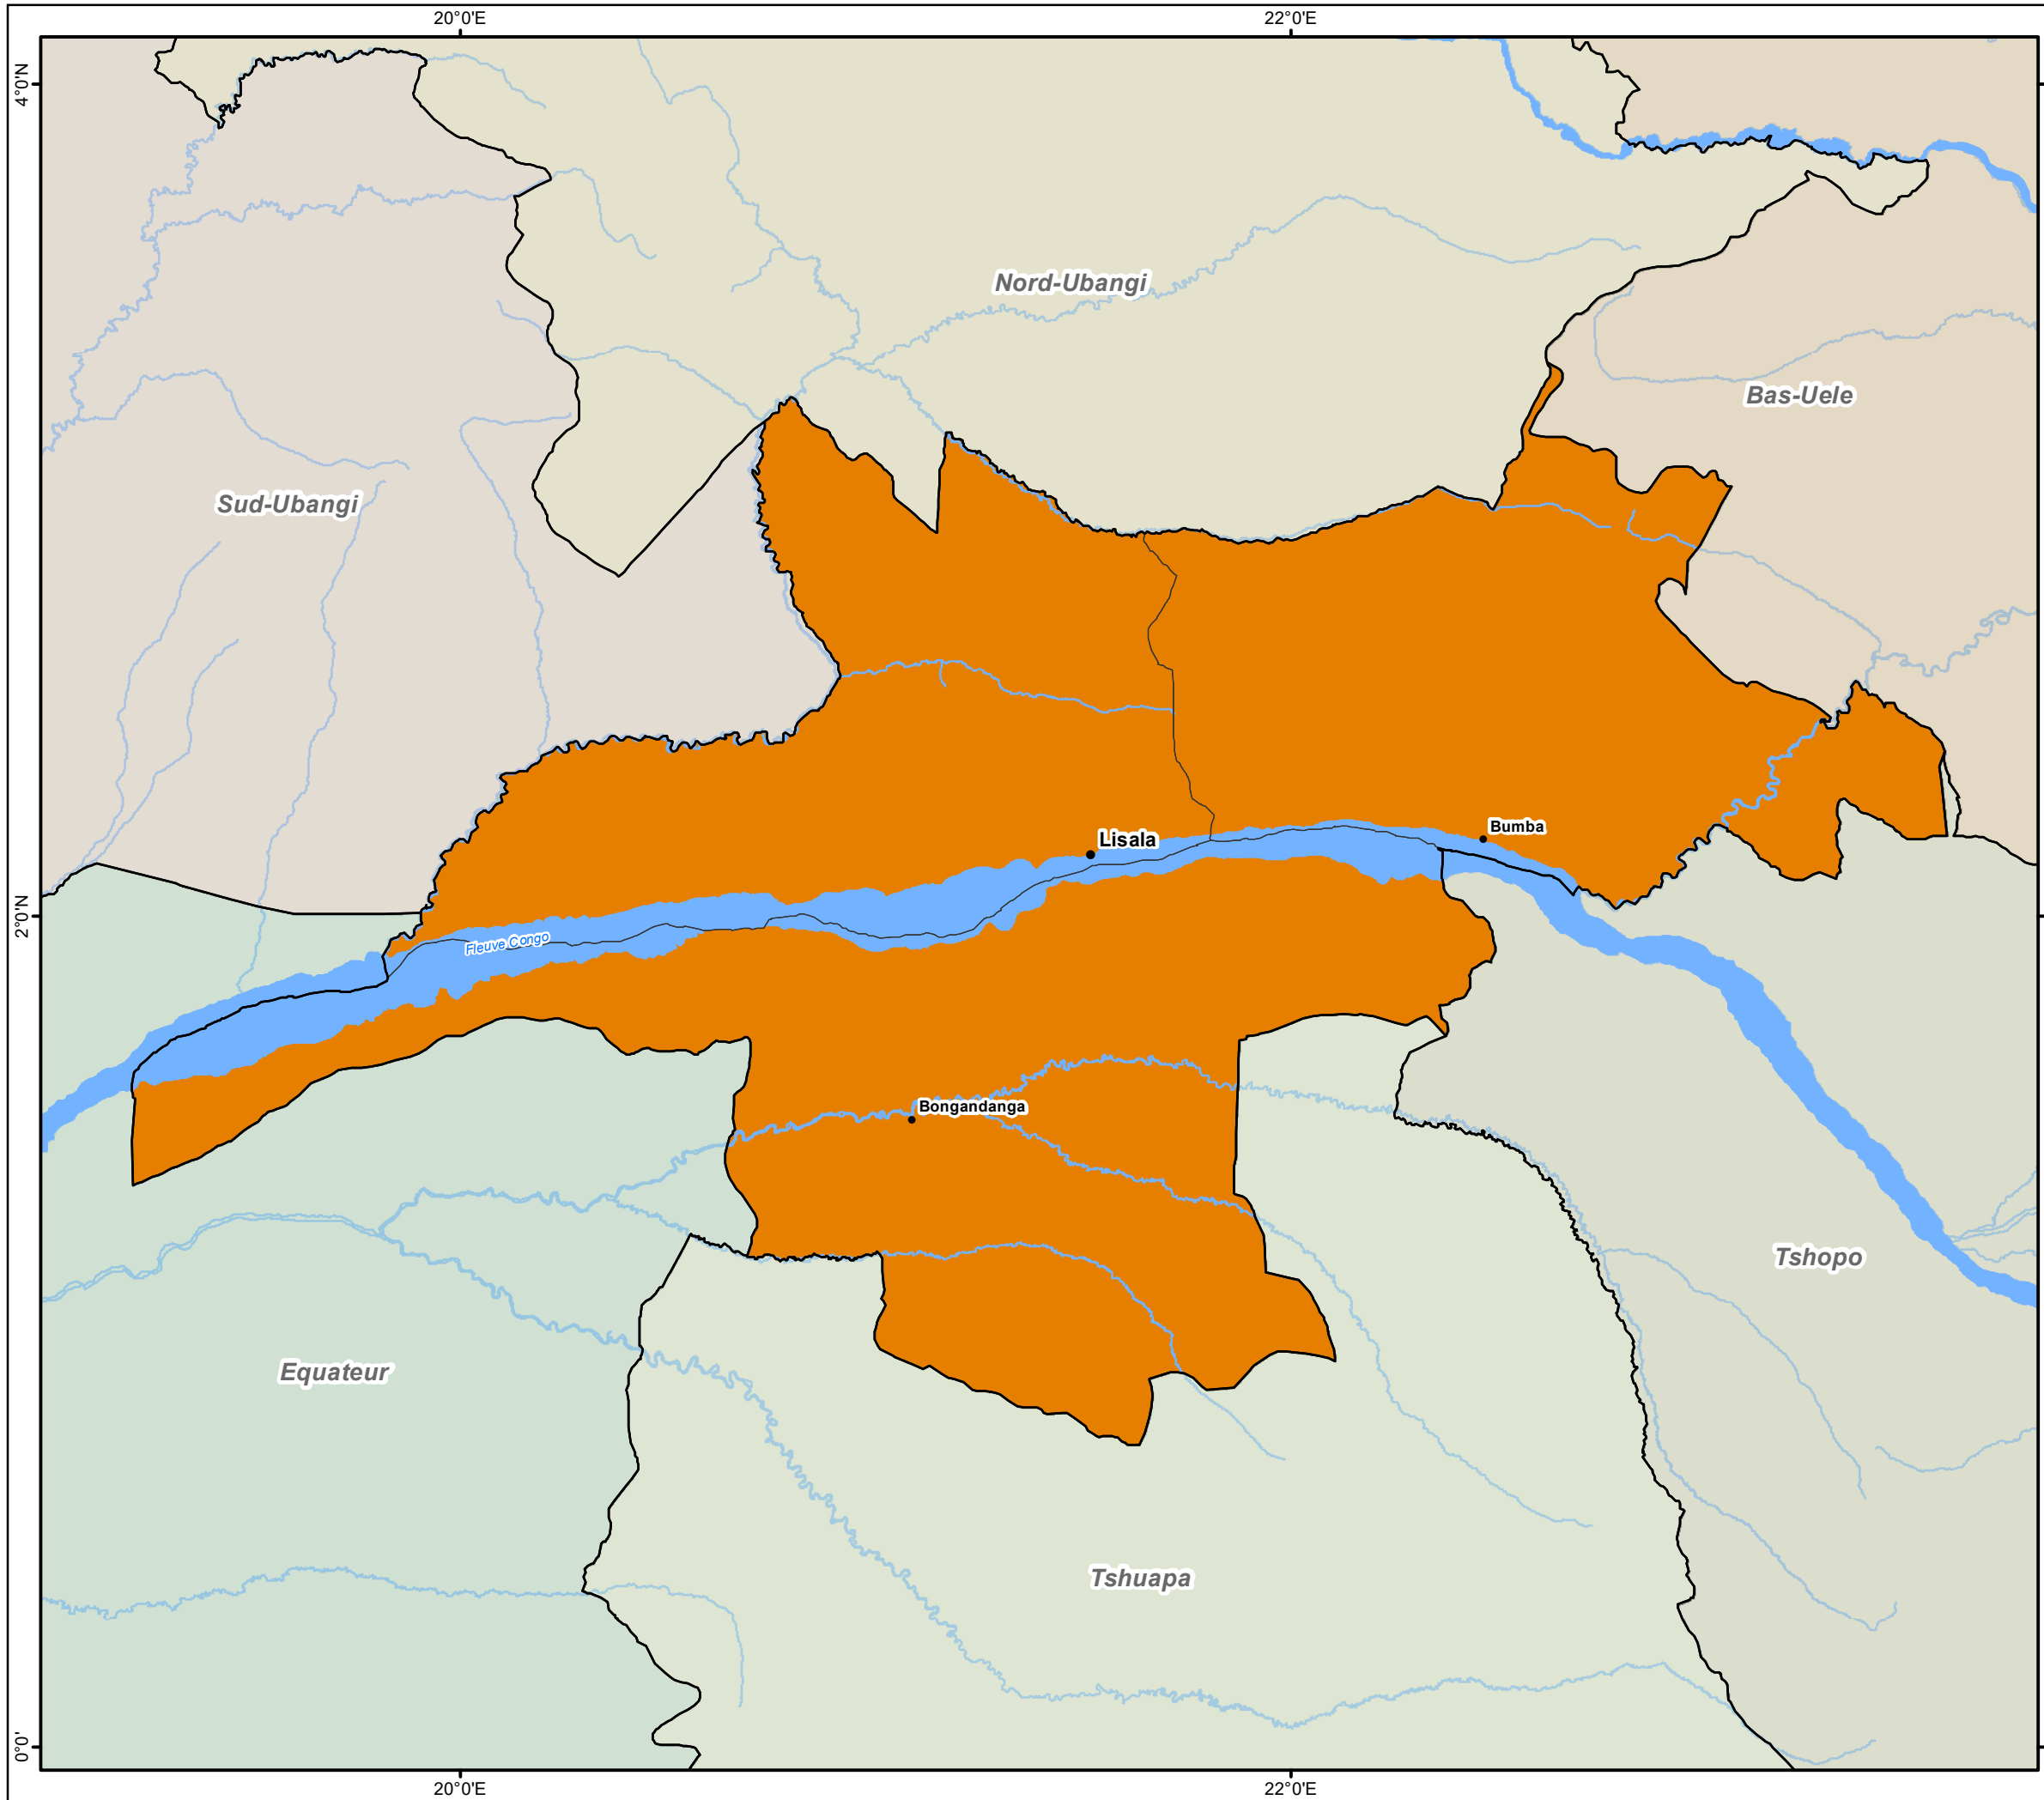 20°0'E
22°0'E
4°0'N
Nord-Ubangi
Bas-Uele
Sud-Ubangi
Bumba
Lisala
2°0'N
Fleuve Congo
Bongandanga
Tshopo
Equateur
Tshuapa
0°0'
20°0'E
22°0'E